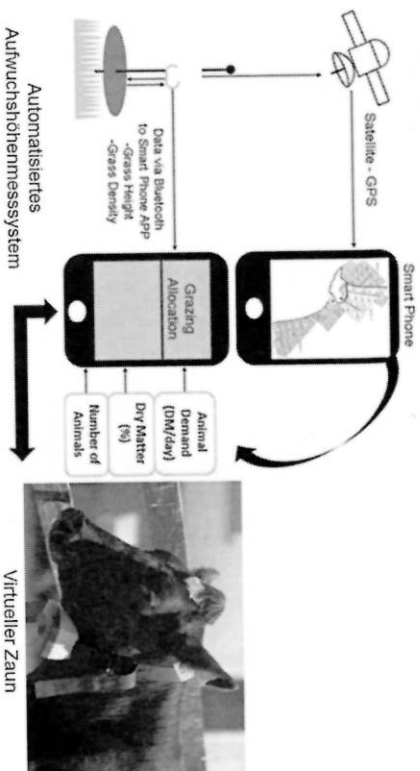 Satellite - GPS
Smart Phone
Data via Bluetooth
to Smart Phone APP
-Grass Height
-Grass Density
Grazing
Allocation
Animal
Demand
(DM/day)
Dry Matter
(%)
Number of
Animals
Automatisiertes
Aufwuchshöhenmesssystem
Virtueller Zaun